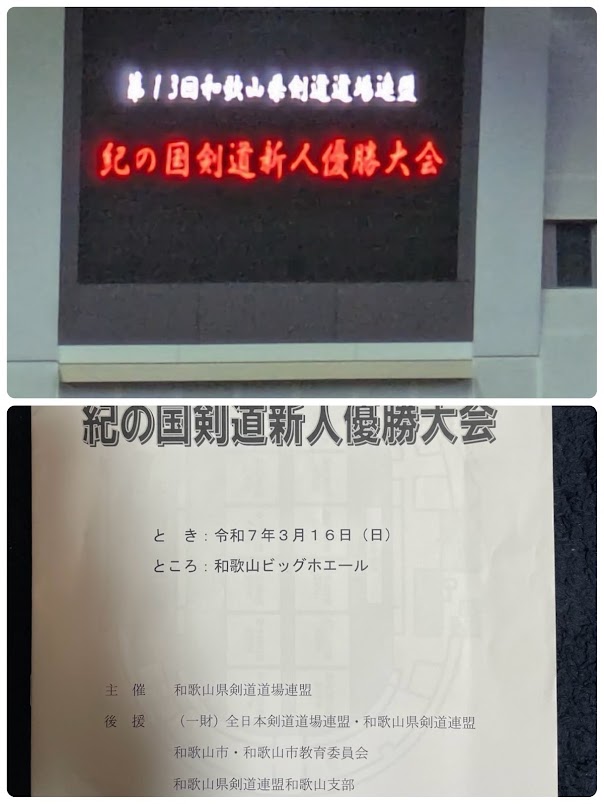 第13回和歌山県剣道道場連盟
紀の国剣道新人優勝大会
紀の国剣道新人優勝大会
と　き：令和７年３月１６日（日）
ところ：和歌山ビッグホエール
主　催　和歌山県剣道道場連盟
後　援　（一財）全日本剣道道場連盟・和歌山県剣道連盟
和歌山市・和歌山市教育委員会
和歌山県剣道連盟和歌山支部